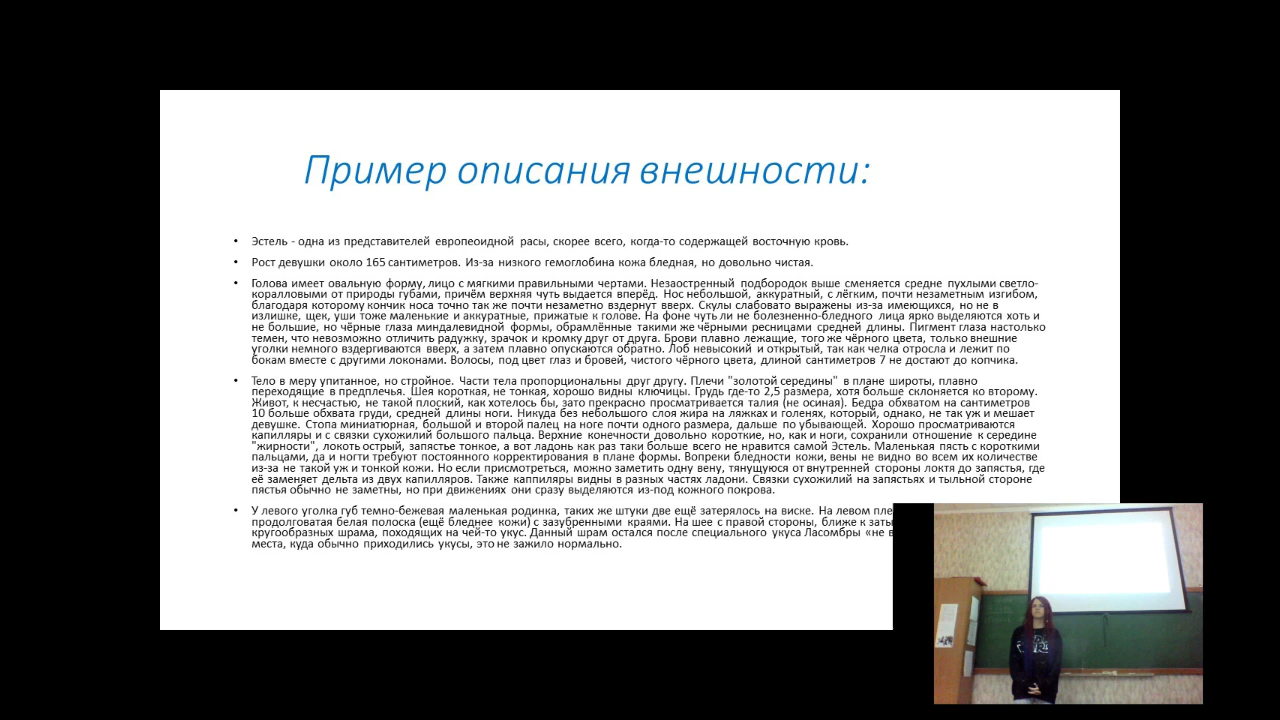 Пример описания внешности:
• Эстель - одна из представителей европеоидной расы, скорее всего, когда-то содержащей восточную кровь.
• Рост девушки около 165 сантиметров. Из-за низкого гемоглобина кожа бледная, но довольно чистая.
• Голова имеет овальную форму, лицо с мягкими правильными чертами. Незаостренный подбородок выше сменяется средне пухлыми светло-
коралловыми от природы губами, причём верхняя чуть выдается вперёд. Нос небольшой, аккуратный, с лёгким, почти незаметным изгибом,
благодаря которому кончик носа точно так же почти незаметно вздернут вверх. Скулы слабовато выражены из-за имеющихся, но не в
излишке, щек, уши тоже маленькие и аккуратные, прижатые к голове. На фоне чуть ли не болезненно-бледного лица ярко выделяются хоть и
не большие, но чёрные глаза миндалевидной формы, обрамлённые такими же чёрными ресницами средней длины. Пигмент глаза настолько
темен, что невозможно отличить радужку, зрачок и кромку друг от друга. Брови плавно лежащие, того же чёрного цвета, только внешние
уголки немного вздергиваются вверх, а затем плавно опускаются обратно. Лоб невысокий и открытый, так как челка отросла и лежит по
бокам вместе с другими локонами. Волосы, под цвет глаз и бровей, чистого чёрного цвета, длиной сантиметров 7 не достают до копчика.
• Тело в меру упитанное, но стройное. Части тела пропорциональны друг другу. Плечи "золотой середины" в плане широты, плавно
переходящие в предплечья. Шея короткая, не тонкая, хорошо видны ключицы. Грудь где-то 2,5 размера, хотя больше склоняется ко второму.
Живот, к несчастью, не такой плоский, как хотелось бы, зато прекрасно просматривается талия (не осиная). Бедра обхватом на сантиметров
10 больше обхвата груди, средней длины ноги. Никуда без небольшого слоя жира на ляжках и голенях, который, однако, не так уж и мешает
девушке. Стопа миниатюрная, большой и второй палец на ноге почти одного размера, дальше по убывающей. Хорошо просматриваются
капилляры и с связки сухожилий большого пальца. Верхние конечности довольно короткие, но, как и ноги, сохранили отношение к середине
"жирности", локоть острый, запястье тонкое, а вот ладонь как раз таки больше всего не нравится самой Эстель. Маленькая пясть с короткими
пальцами, да и ногти требуют постоянного корректирования в плане формы. Вопреки бледности кожи, вены не видно во всем их количестве
из-за не такой уж и тонкой кожи. Но если присмотреться, можно заметить одну вену, тянущуюся от внутренней стороны локтя до запястья, где
её заменяет дельта из двух капилляров. Также каппиляры видны в разных частях ладони. Связки сухожилий на запястьях и тыльной стороне
пястья обычно не заметны, но при движениях они сразу выделяются из-под кожного покрова.
• У левого уголка губ темно-бежевая маленькая родинка, таких же штуки две ещё затерялось на виске. На левом пле
продолговатая белая полоска (ещё бледнее кожи) с зазубренными краями. На шее с правой стороны, ближе к заты
кругообразных шрама, походящих на чей-то укус. Данный шрам остался после специального укуса Ласомбры «не в
места, куда обычно приходились укусы, это не зажило нормально.